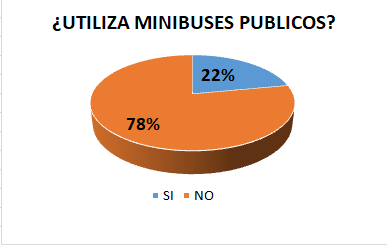 ¿UTILIZA MINIBUSES PUBLICOS?
22%
78%
SI NO